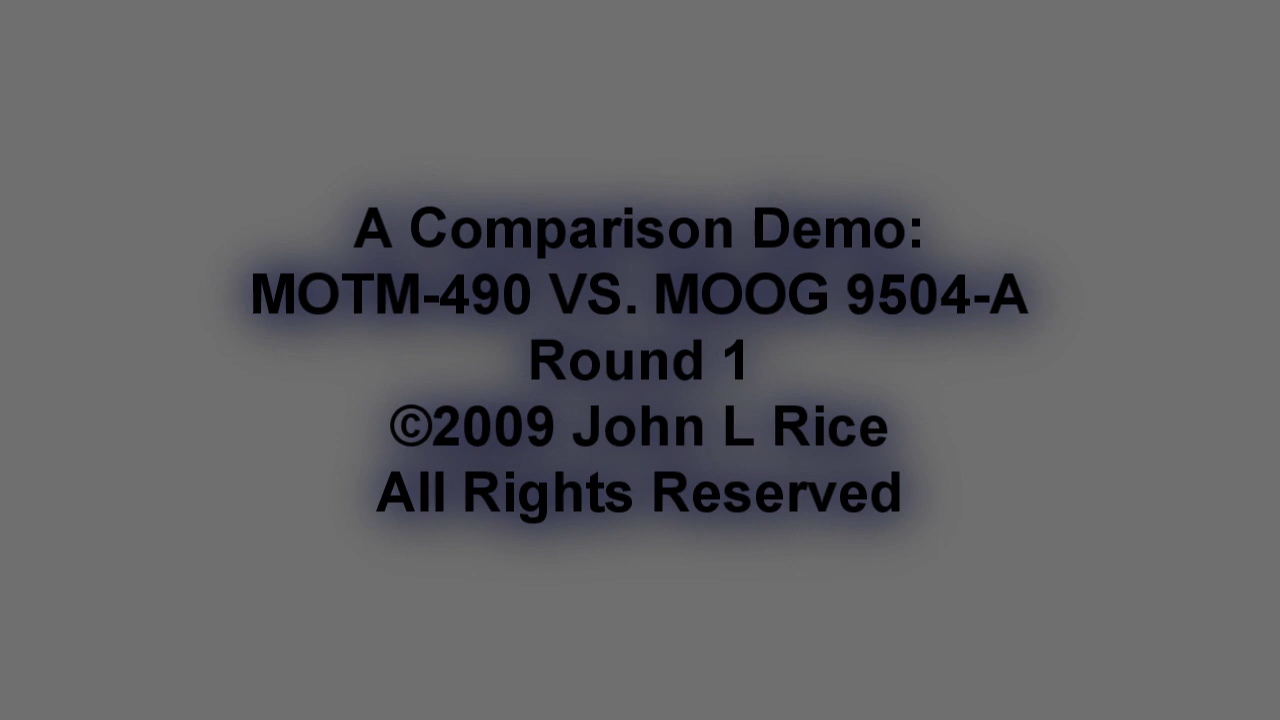 A Comparison Demo:
MOTM-490 VS. MOOG 9504-A
Round 1
©2009 John L Rice
All Rights Reserved